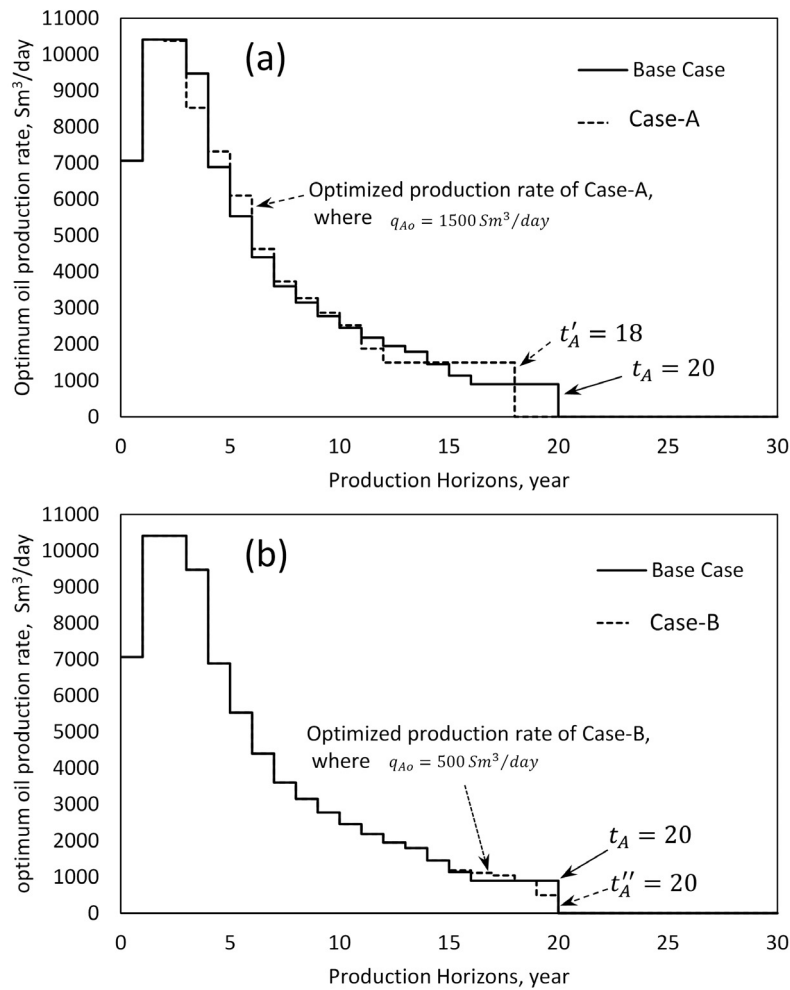 11000
10000
9000
8000
7000
6000
5000
4000
3000
2000
1000
0
Optimum oil production rate, Sm³/day
(a)
Base Case
Case-A
Optimized production rate of Case-A,
where q_Ao = 1500 Sm³/day
t'_A = 18
t_A = 20
0 5 10 15 20 25 30
Production Horizons, year
11000
10000
9000
8000
7000
6000
5000
4000
3000
2000
1000
0
optimum oil production rate, Sm³/day
(b)
Base Case
Case-B
Optimized production rate of Case-B,
where q_Ao = 500 Sm³/day
t_A = 20
t''_A = 20
0 5 10 15 20 25 30
Production Horizons, year